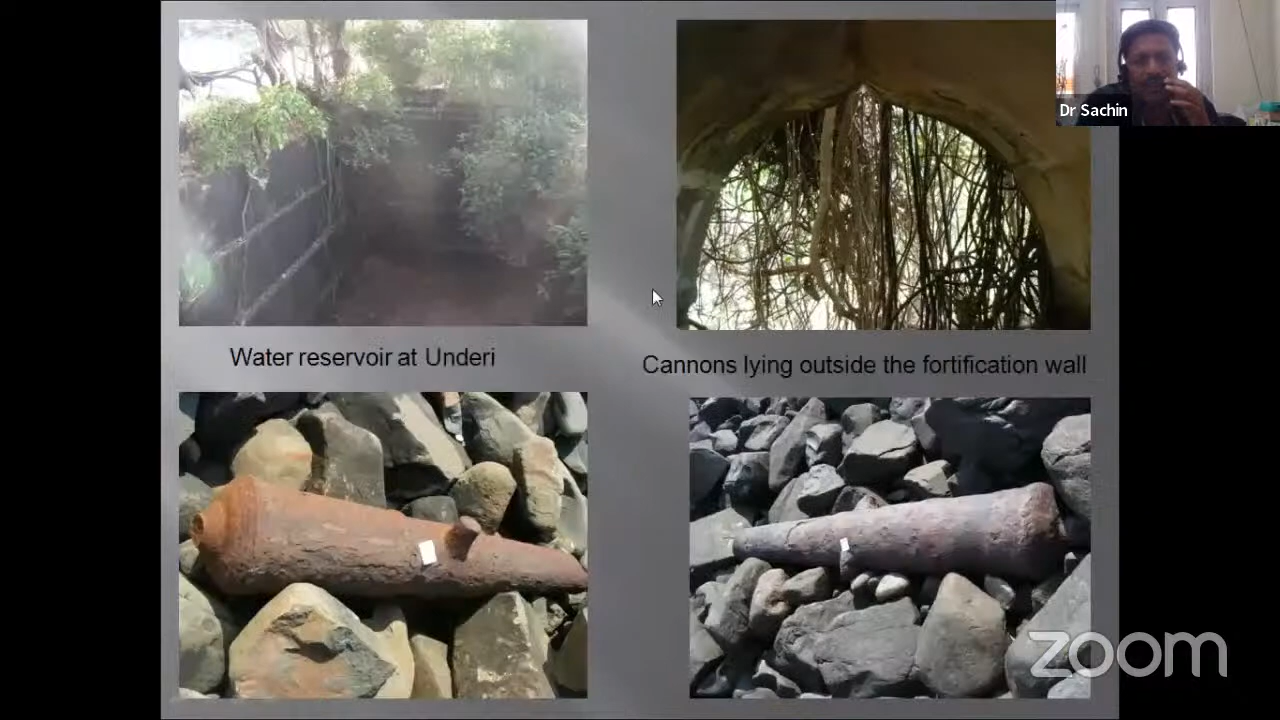 Dr Sachin
Water reservoir at Underi
Cannons lying outside the fortification wall
zoom